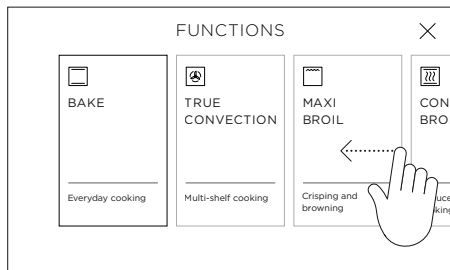 FUNCTIONS
BAKE
Everyday cooking
TRUE
CONVECTION
Multi-shelf cooking
MAXI
BROIL
Crisping and
browning
CON
BRO